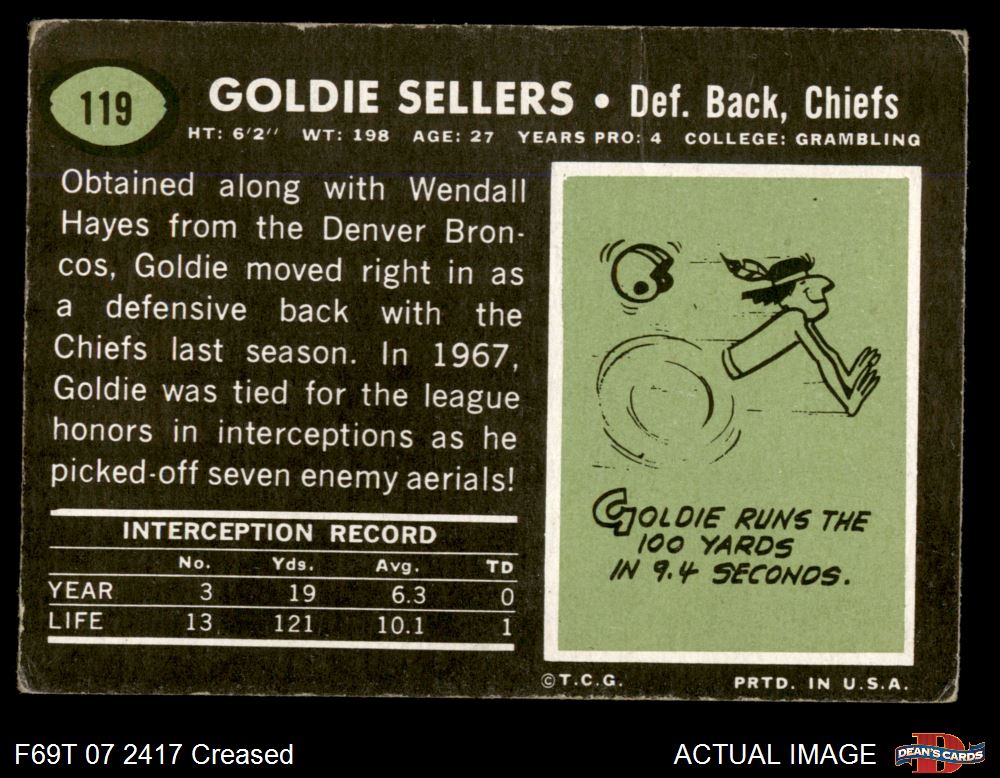 119
GOLDIE SELLERS • Def. Back, Chiefs
HT: 6'2'' WT: 198 AGE: 27 YEARS PRO: 4 COLLEGE: GRAMBLING
Obtained along with Wendall
Hayes from the Denver Bron-
cos, Goldie moved right in as
a defensive back with the
Chiefs last season. In 1967,
Goldie was tied for the league
honors in interceptions as he
picked-off seven enemy aerials!
INTERCEPTION RECORD
No. Yds. Avg. TD
YEAR 3 19 6.3 0
LIFE 13 121 10.1 1
GOLDIE RUNS THE
100 YARDS
IN 9.4 SECONDS.
©T.C.G. PRTD. IN U.S.A.
F69T 07 2417 Creased ACTUAL IMAGE
DEAN'S CARDS